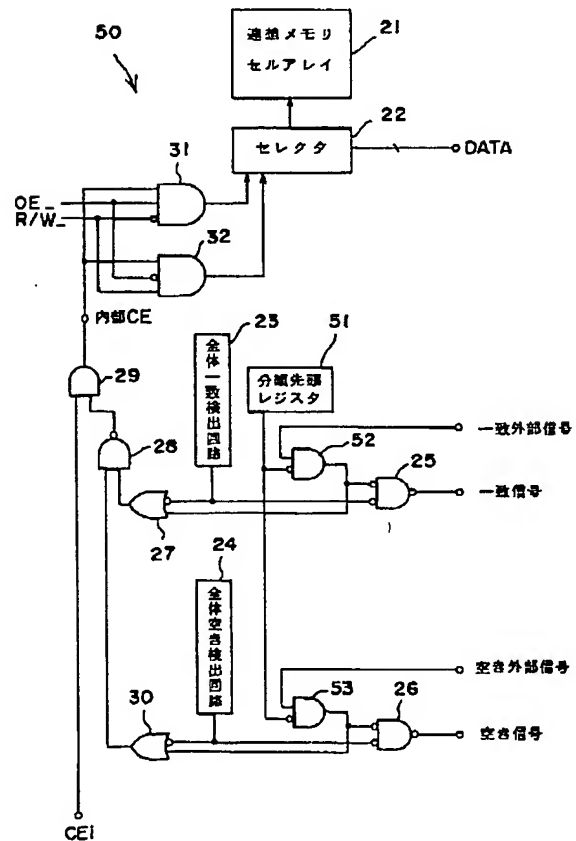 50
連想メモリ
セルアレイ
21
22
セレクタ
DATA
31
OE_
R/W_
32
内部CE
23
51
29
全体一致検出回路
分類先頭
レジスタ
一致外部信号
52
25
28
一致信号
27
24
全体空き検出回路
空き外部信号
53
26
30
空き信号
CEi